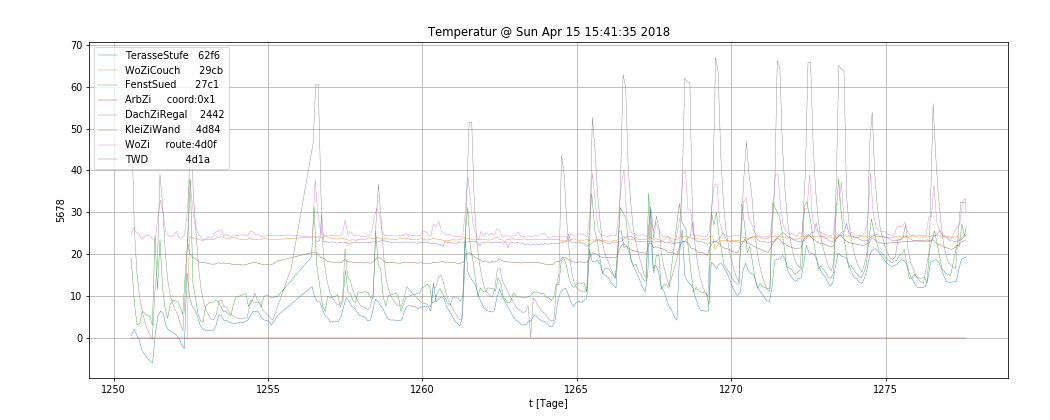 Temperatur @ Sun Apr 15 15:41:35 2018
70
60
50
40
30
20
10
0
5678
TerasseStufe 62f6
WoZiCouch 29cb
FenstSued 27c1
ArbZi coord:0x1
DachZiRegal 2442
KleiZiWand 4d84
WoZi route:4d0f
TWD 4d1a
1250 1255 1260 1265 1270 1275
t [Tage]